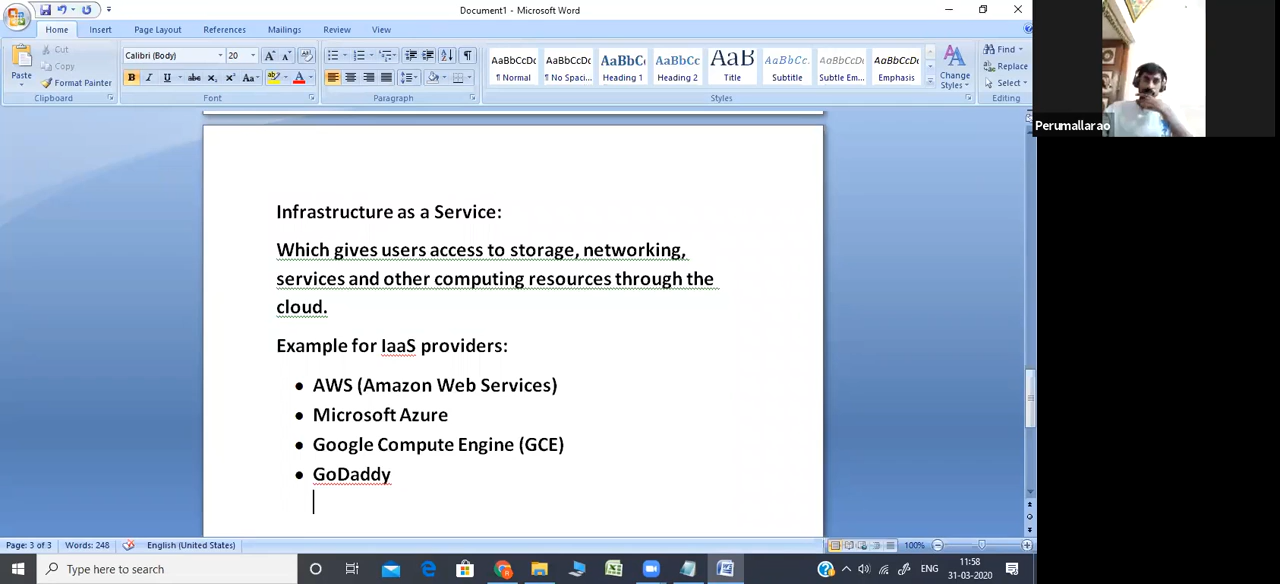 Document1 - Microsoft Word
Home Insert Page Layout References Mailings Review View
Paste
Cut
Copy
Format Painter
Clipboard
Calibri (Body) 20
Font
Paragraph
AaBbCcDc AaBbCcDc AaBbC AaBbCc AaB AaBbCc. AaBbCcDc AaBbCcDc
¶ Normal ¶ No Spaci... Heading 1 Heading 2 Title Subtitle Subtle Em... Emphasis
Change Styles
Styles
Find
Replace
Select
Editing
Perumallarao
Infrastructure as a Service:
Which gives users access to storage, networking,
services and other computing resources through the
cloud.
Example for IaaS providers:
• AWS (Amazon Web Services)
• Microsoft Azure
• Google Compute Engine (GCE)
• GoDaddy
Page: 3 of 3 Words: 248 English (United States) 100%
Type here to search
ENG
11:58
31-03-2020